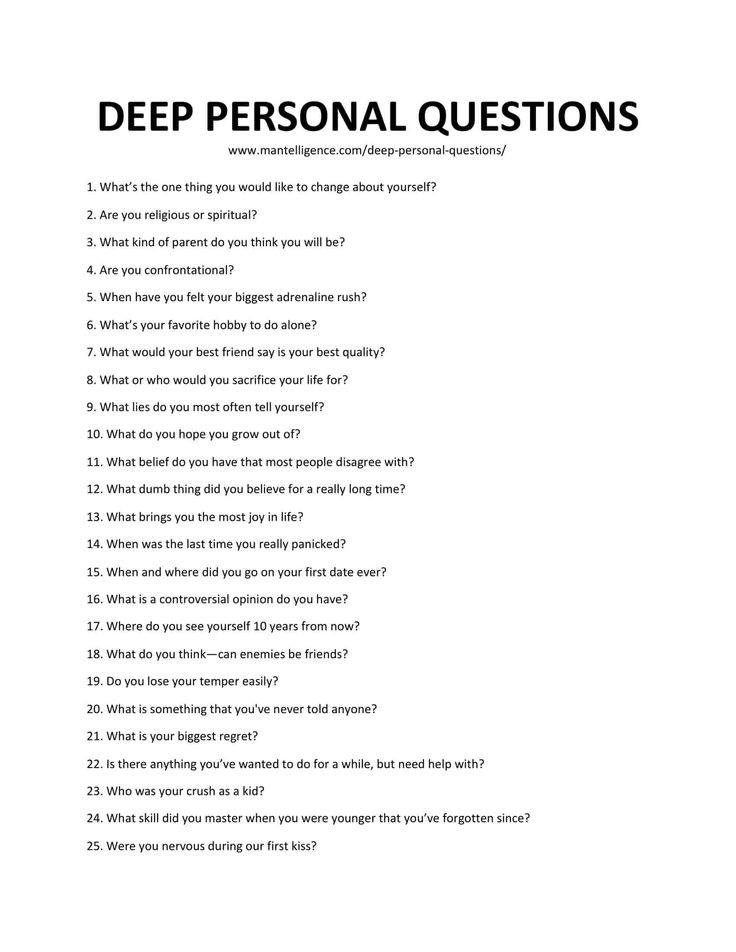 DEEP PERSONAL QUESTIONS
www.mantelligence.com/deep-personal-questions/
1. What’s the one thing you would like to change about yourself?
2. Are you religious or spiritual?
3. What kind of parent do you think you will be?
4. Are you confrontational?
5. When have you felt your biggest adrenaline rush?
6. What’s your favorite hobby to do alone?
7. What would your best friend say is your best quality?
8. What or who would you sacrifice your life for?
9. What lies do you most often tell yourself?
10. What do you hope you grow out of?
11. What belief do you have that most people disagree with?
12. What dumb thing did you believe for a really long time?
13. What brings you the most joy in life?
14. When was the last time you really panicked?
15. When and where did you go on your first date ever?
16. What is a controversial opinion do you have?
17. Where do you see yourself 10 years from now?
18. What do you think—can enemies be friends?
19. Do you lose your temper easily?
20. What is something that you've never told anyone?
21. What is your biggest regret?
22. Is there anything you’ve wanted to do for a while, but need help with?
23. Who was your crush as a kid?
24. What skill did you master when you were younger that you’ve forgotten since?
25. Were you nervous during our first kiss?